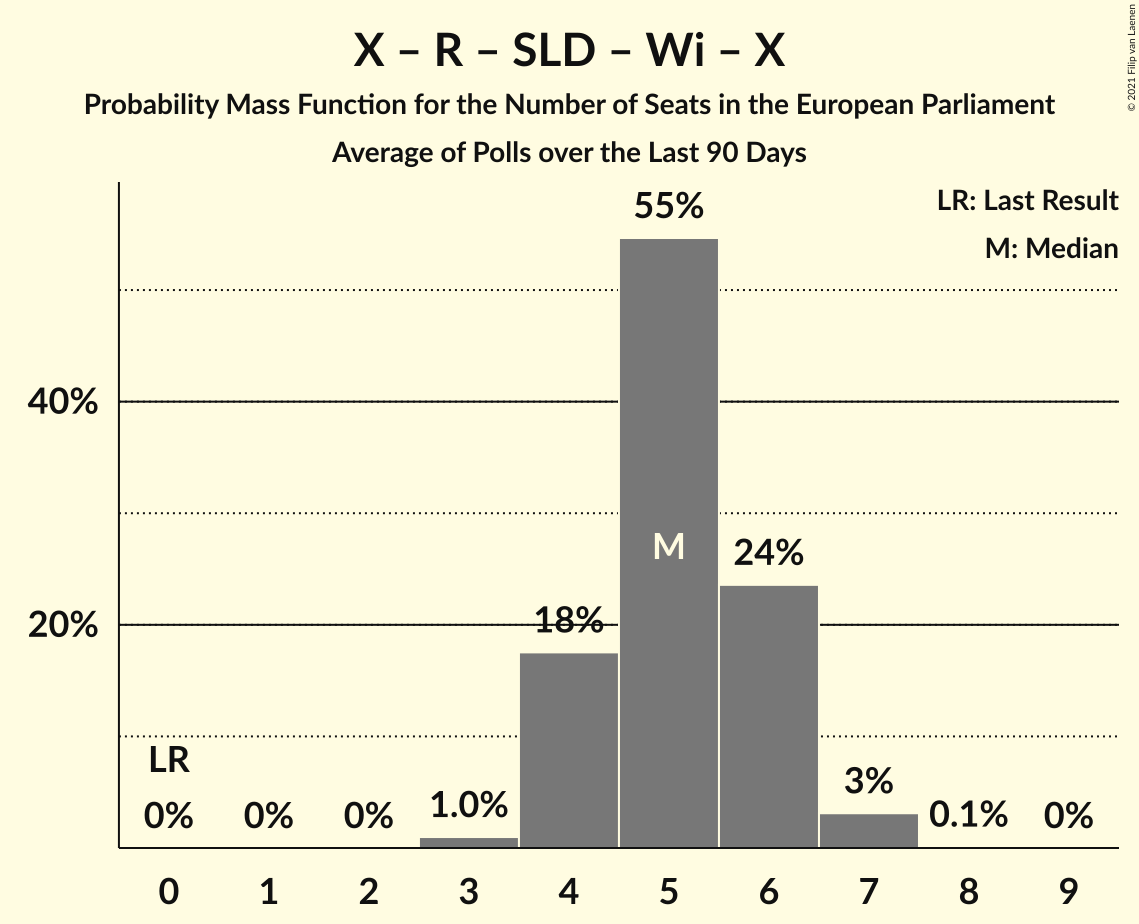 X – R – SLD – Wi – X
Probability Mass Function for the Number of Seats in the European Parliament
Average of Polls over the Last 90 Days
© 2021 Filip van Laenen
LR: Last Result
M: Median
55%
40%
M
24%
20%
18%
LR
0%
0%
0%
1.0%
3%
0.1%
0%
0 1 2 3 4 5 6 7 8 9